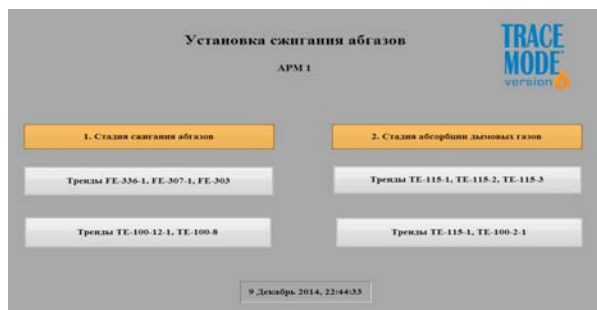 Установка сжигания абгазов
АРМ 1
TRACE
MODE
version 6
1. Стадия сжигания абгазов
2. Стадия абсорбции дымовых газов
Тренды FE-336-1, FE-307-1, FE-303
Тренды TE-115-1, TE-115-2, TE-115-3
Тренды TE-100-12-1, TE-100-8
Тренды TE-115-1, TE-100-2-1
9 Декабрь 2014, 22:44:33